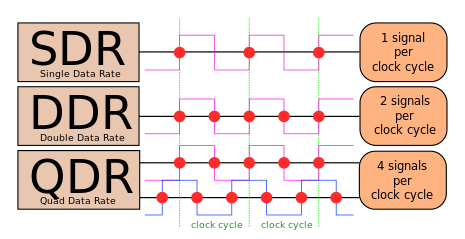 SDR
Single Data Rate
1 signal
per
clock cycle
DDR
Double Data Rate
2 signals
per
clock cycle
QDR
Quad Data Rate
4 signals
per
clock cycle
clock cycle clock cycle